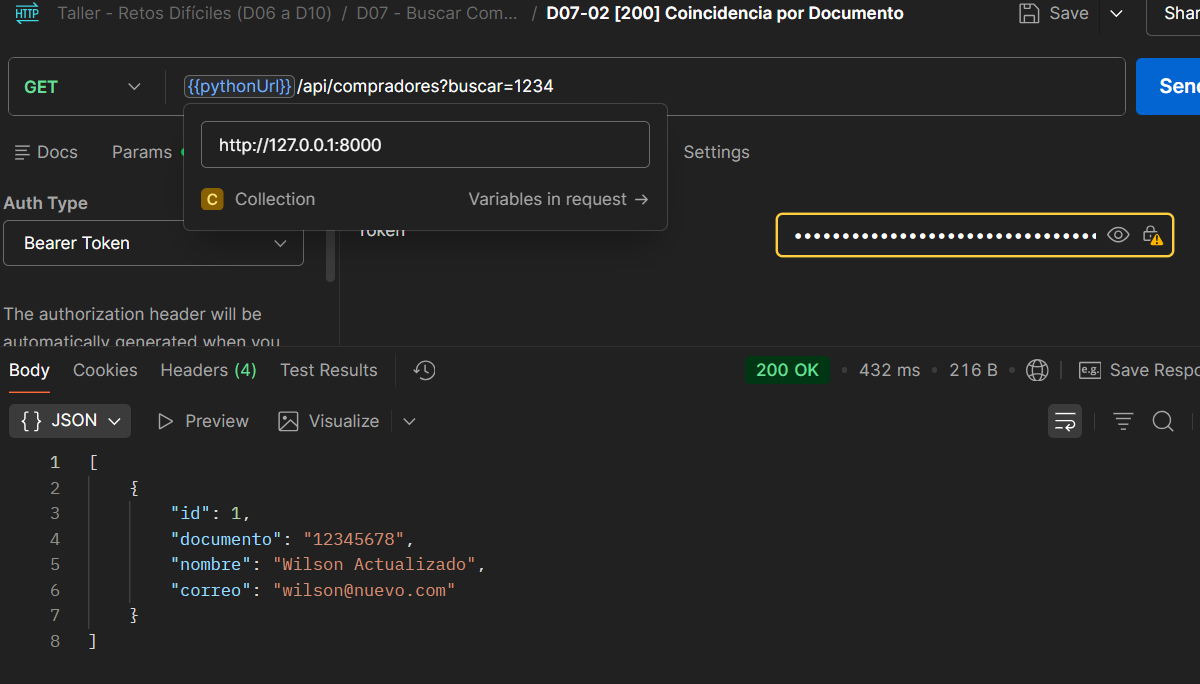 HTTP Taller - Retos Difíciles (D06 a D10) / D07 - Buscar Com... / D07-02 [200] Coincidencia por Documento Save
GET {{pythonUrl}}/api/compradores?buscar=1234
http://127.0.0.1:8000
Docs Params Settings
C Collection Variables in request →
Auth Type
Bearer Token
Token
The authorization header will be
automatically generated when you
Body Cookies Headers (4) Test Results 200 OK • 432 ms • 216 B e.g. Save Respo
{ } JSON Preview Visualize
1 [
2 {
3 "id": 1,
4 "documento": "12345678",
5 "nombre": "Wilson Actualizado",
6 "correo": "wilson@nuevo.com"
7 }
8 ]